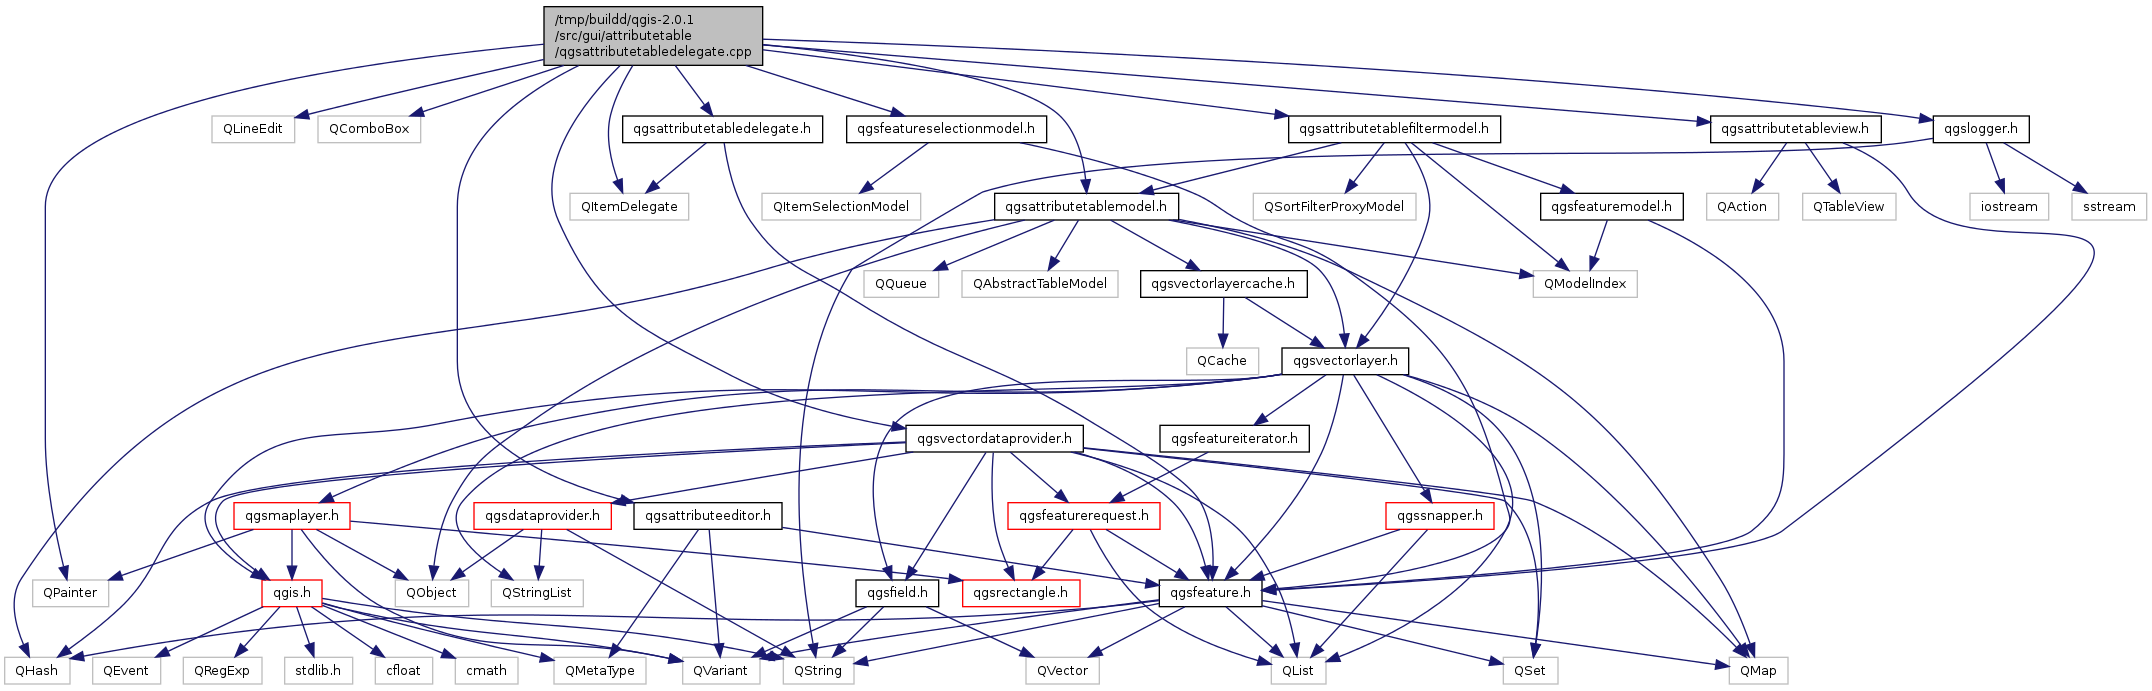 /tmp/buildd/qgis-2.0.1
/src/gui/attributetable
/qgsattributetabledelegate.cpp
QLineEdit
QComboBox
qgsattributetabledelegate.h
qgsfeatureselectionmodel.h
qgsattributetablefiltermodel.h
qgsattributetableview.h
qgslogger.h
QItemDelegate
QItemSelectionModel
qgsattributetablemodel.h
QSortFilterProxyModel
qgsfeaturemodel.h
QAction
QTableView
iostream
sstream
QQueue
QAbstractTableModel
qgsvectorlayercache.h
QModelIndex
QCache
qgsvectorlayer.h
qgsvectordataprovider.h
qgsfeatureiterator.h
qgsmaplayer.h
qgsdataprovider.h
qgsattributeeditor.h
qgsfeaturerequest.h
qgssnapper.h
QPainter
qgis.h
QObject
QStringList
qgsfield.h
qgsrectangle.h
qgsfeature.h
QHash
QEvent
QRegExp
stdlib.h
cfloat
cmath
QMetaType
QVariant
QString
QVector
QList
QSet
QMap